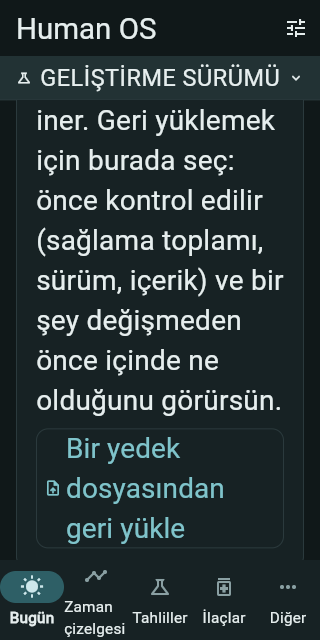 Human OS
GELİŞTİRME SÜRÜMÜ
iner. Geri yüklemek
için burada seç:
önce kontrol edilir
(sağlama toplamı,
sürüm, içerik) ve bir
şey değişmeden
önce içinde ne
olduğunu görürsün.
Bir yedek
dosyasından
geri yükle
Bugün
Zaman
çizelgesi
Tahliller
İlaçlar
Diğer